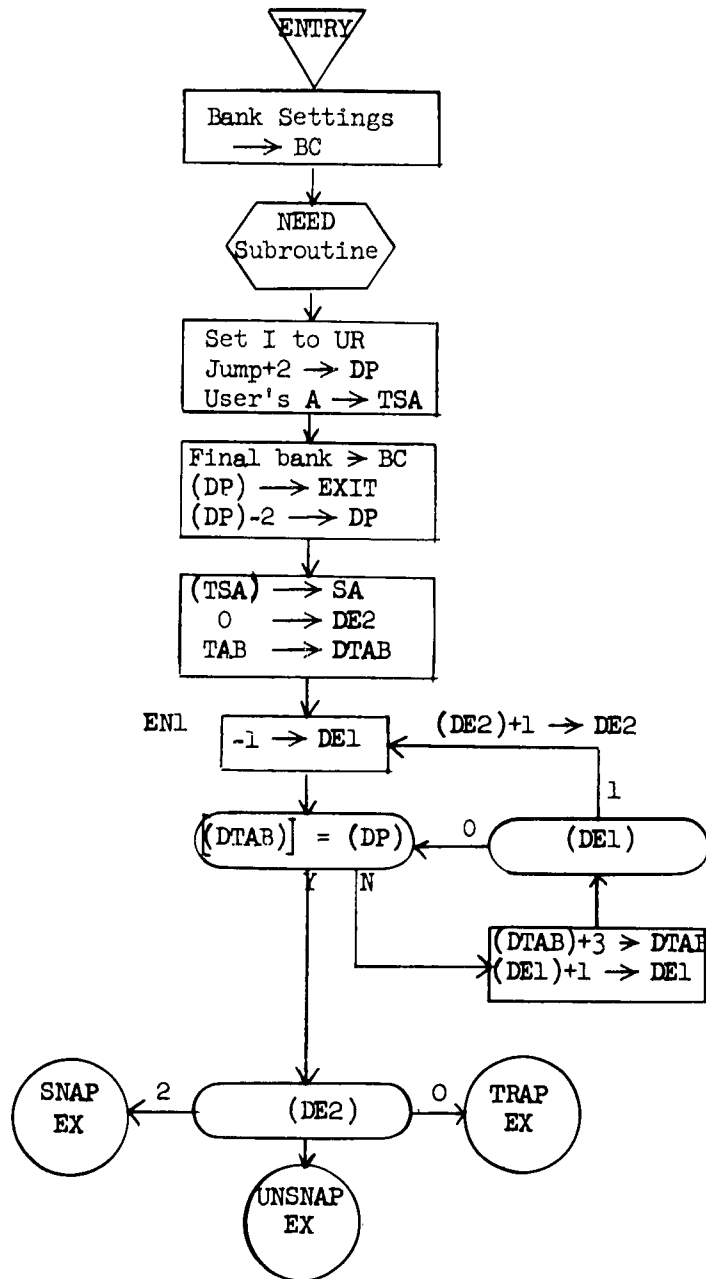 ENTRY
Bank Settings
→ BC
NEED
Subroutine
Set I to UR
Jump+2 → DP
User's A → TSA
Final bank → BC
(DP) → EXIT
(DP)-2 → DP
(TSA) → SA
0 → DE2
TAB → DTAB
EN1
-1 → DE1
(DE2)+1 → DE2
1
[(DTAB)] = (DP)
0
(DE1)
Y
N
(DTAB)+3 → DTAB
(DE1)+1 → DE1
SNAP
EX
2
(DE2)
0
TRAP
EX
UNSNAP
EX